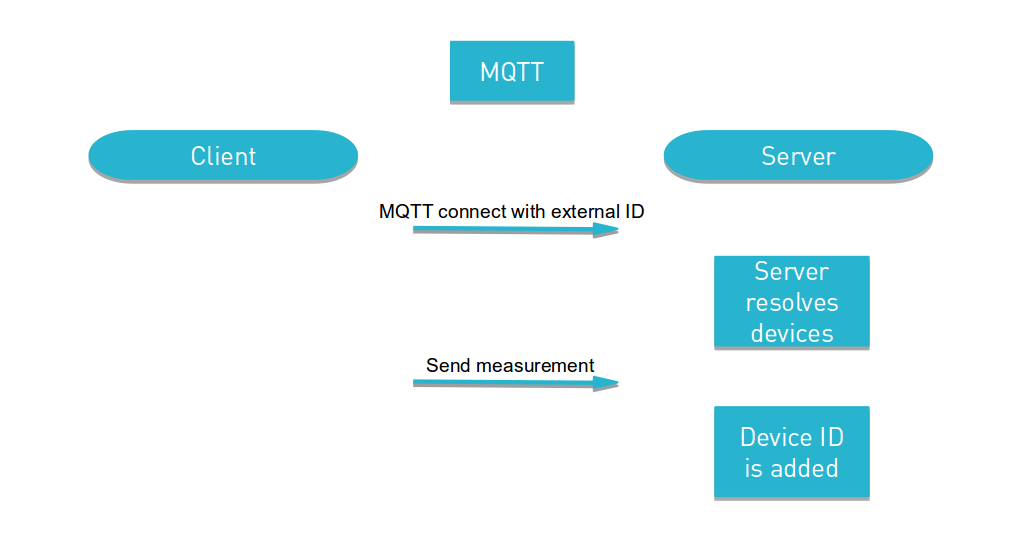 MQTT
Client
Server
MQTT connect with external ID
Server
resolves
devices
Send measurement
Device ID
is added